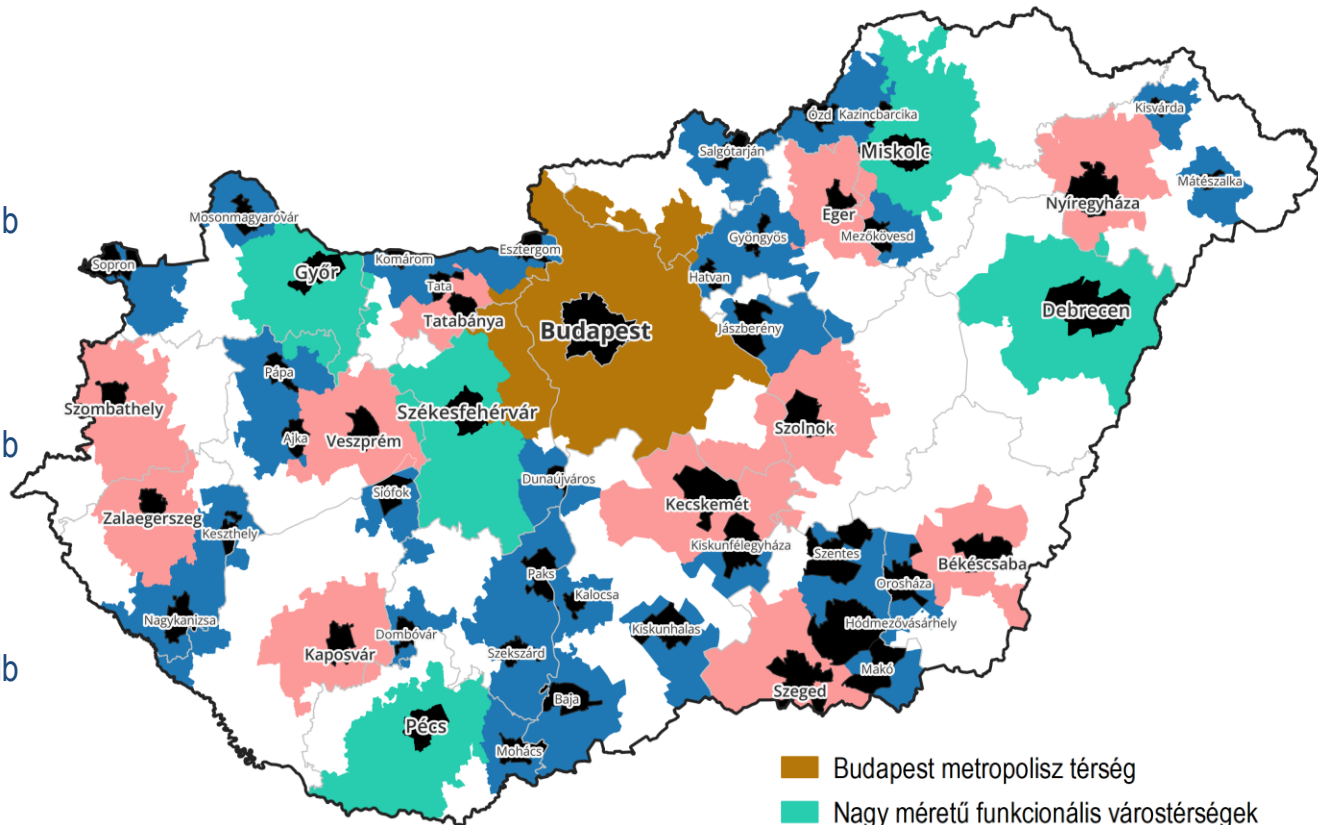 Ózd
Kazincbarcika
Kisvárda
Salgótarján
Miskolc
Mátészalka
Nyíregyháza
b
Mosonmagyaróvár
Eger
Gyöngyös
Mezőkövesd
Esztergom
Sopron
Győr
Komárom
Tata
Hatvan
Tatabánya
Budapest
Jászberény
Debrecen
Pápa
Szombathely
Székesfehérvár
Szolnok
b
Ajka
Veszprém
Siófok
Dunaújváros
Kecskemét
Zalaegerszeg
Keszthely
Kiskunfélegyháza
Szentes
Békéscsaba
Orosháza
Paks
Kalocsa
Nagykanizsa
Dombóvár
Kiskunhalas
Hódmezővásárhely
Kaposvár
Szekszárd
Makó
b
Szeged
Baja
Pécs
Mohács
Budapest metropolisz térség
Nagy méretű funkcionális várostérségek